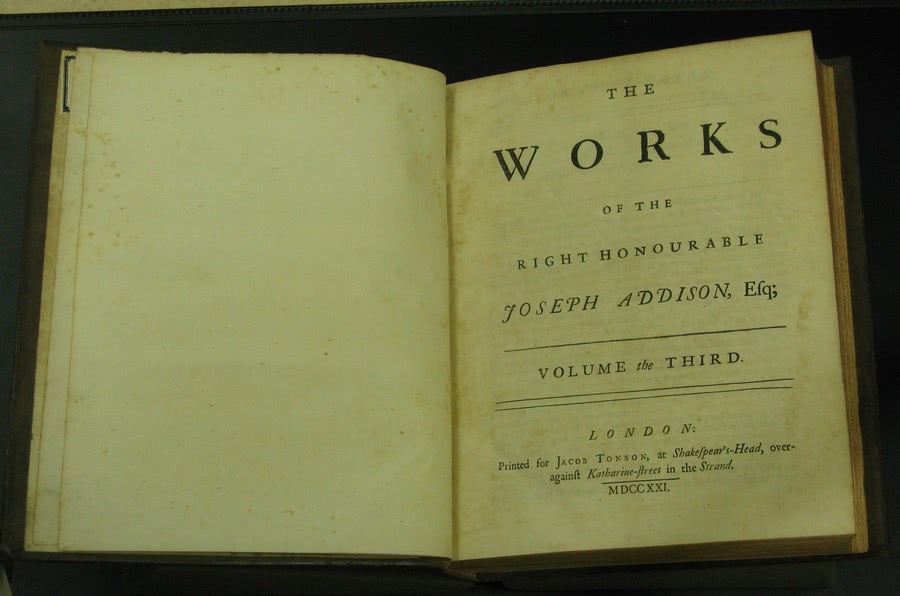 THE
WORKS
OF THE
RIGHT HONOURABLE
JOSEPH ADDISON, Eſq;
VOLUME the THIRD.
LONDON:
Printed for JACOB TONSON, at Shakeſpear's-Head, over-
againſt Katharine-ſtreet in the Strand.
MDCCXXI.